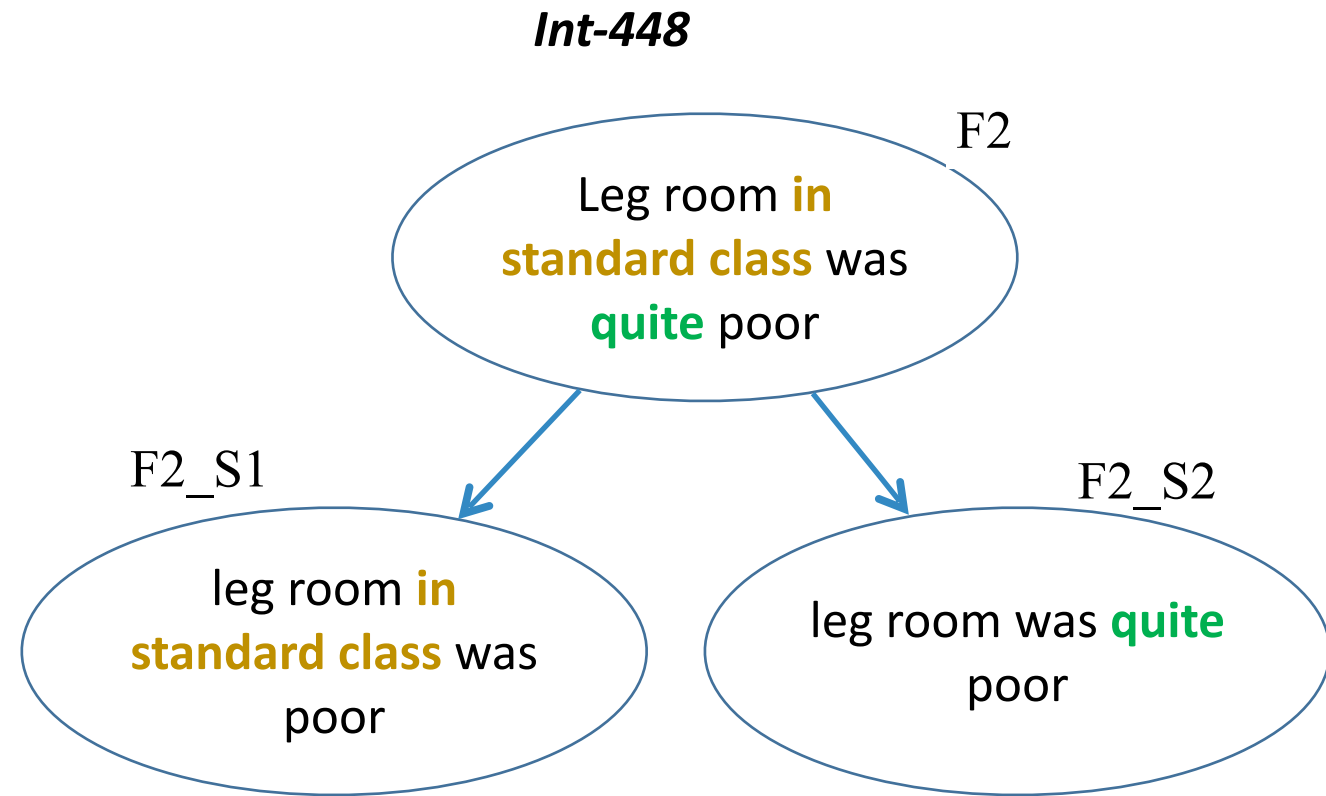 Int-448
F2
Leg room in
standard class was
quite poor
F2_S1
leg room in
standard class was
poor
F2_S2
leg room was quite
poor